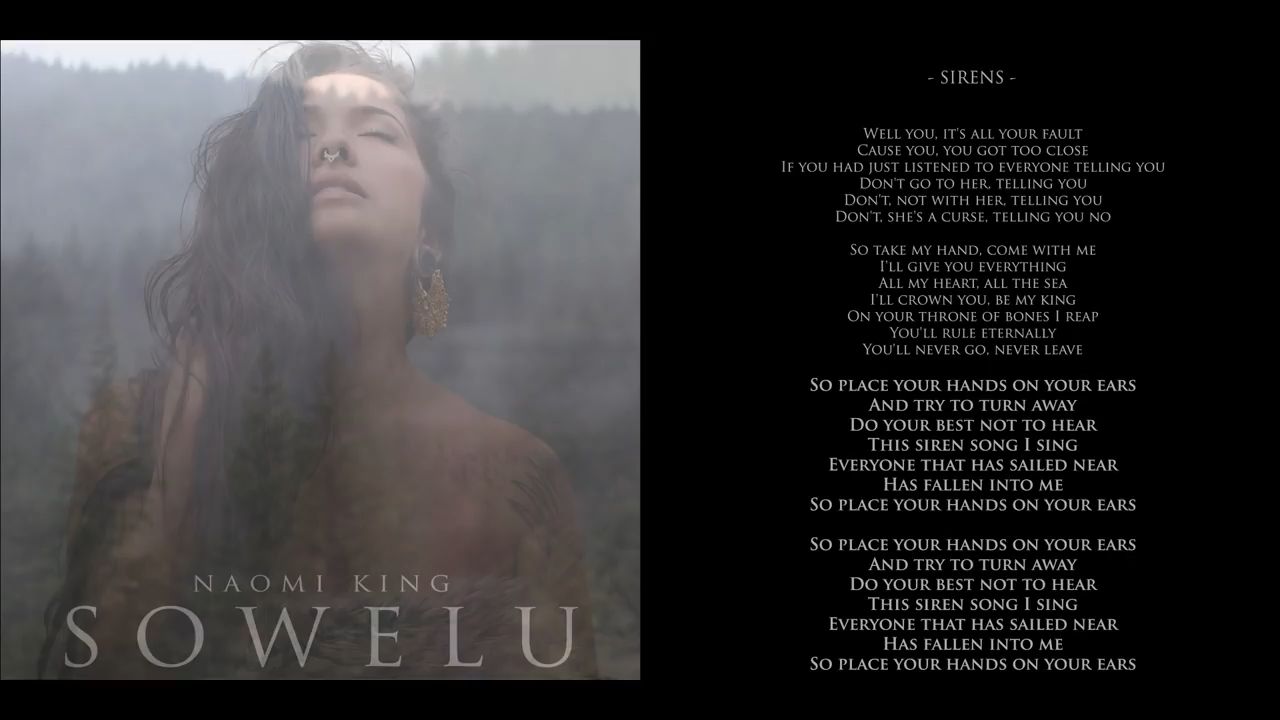 NAOMI KING
SOWELU
- SIRENS -
WELL YOU, IT'S ALL YOUR FAULT
CAUSE YOU, YOU GOT TOO CLOSE
IF YOU HAD JUST LISTENED TO EVERYONE TELLING YOU
DON'T GO TO HER, TELLING YOU
DON'T, NOT WITH HER, TELLING YOU
DON'T, SHE'S A CURSE, TELLING YOU NO
SO TAKE MY HAND, COME WITH ME
I'LL GIVE YOU EVERYTHING
ALL MY HEART, ALL THE SEA
I'LL CROWN YOU, BE MY KING
ON YOUR THRONE OF BONES I REAP
YOU'LL RULE ETERNALLY
YOU'LL NEVER GO, NEVER LEAVE
SO PLACE YOUR HANDS ON YOUR EARS
AND TRY TO TURN AWAY
DO YOUR BEST NOT TO HEAR
THIS SIREN SONG I SING
EVERYONE THAT HAS SAILED NEAR
HAS FALLEN INTO ME
SO PLACE YOUR HANDS ON YOUR EARS
SO PLACE YOUR HANDS ON YOUR EARS
AND TRY TO TURN AWAY
DO YOUR BEST NOT TO HEAR
THIS SIREN SONG I SING
EVERYONE THAT HAS SAILED NEAR
HAS FALLEN INTO ME
SO PLACE YOUR HANDS ON YOUR EARS